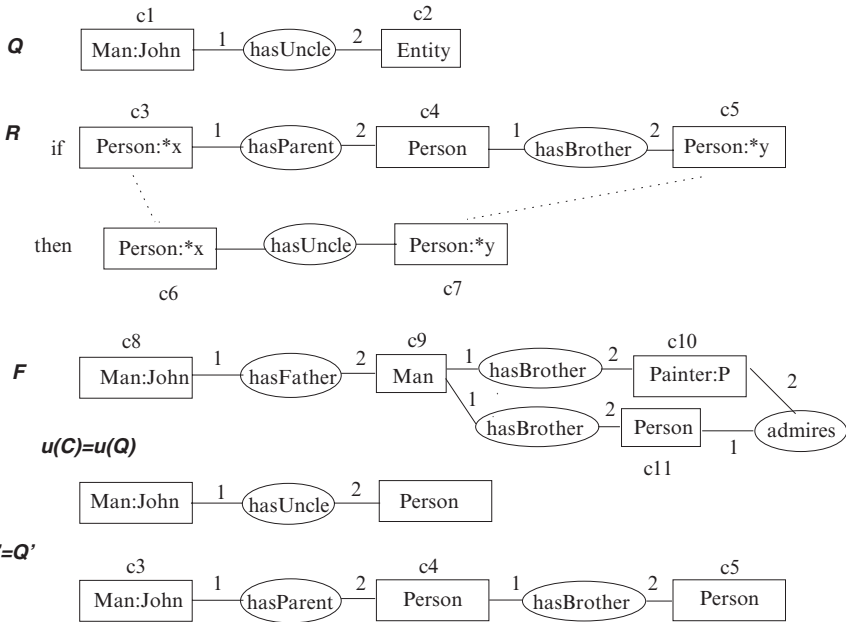 c1 c2
Q Man:John 1 hasUncle 2 Entity
c3 c4 c5
R if Person:*x 1 hasParent 2 Person 1 hasBrother 2 Person:*y
then Person:*x hasUncle Person:*y
c6 c7
c8 c9 c10
F Man:John 1 hasFather 2 Man 1 hasBrother 2 Painter:P 2
1 hasBrother 2 Person 1 admires
c11
u(C)=u(Q)
Man:John 1 hasUncle 2 Person
'=Q'
c3 c4 c5
Man:John 1 hasParent 2 Person 1 hasBrother 2 Person